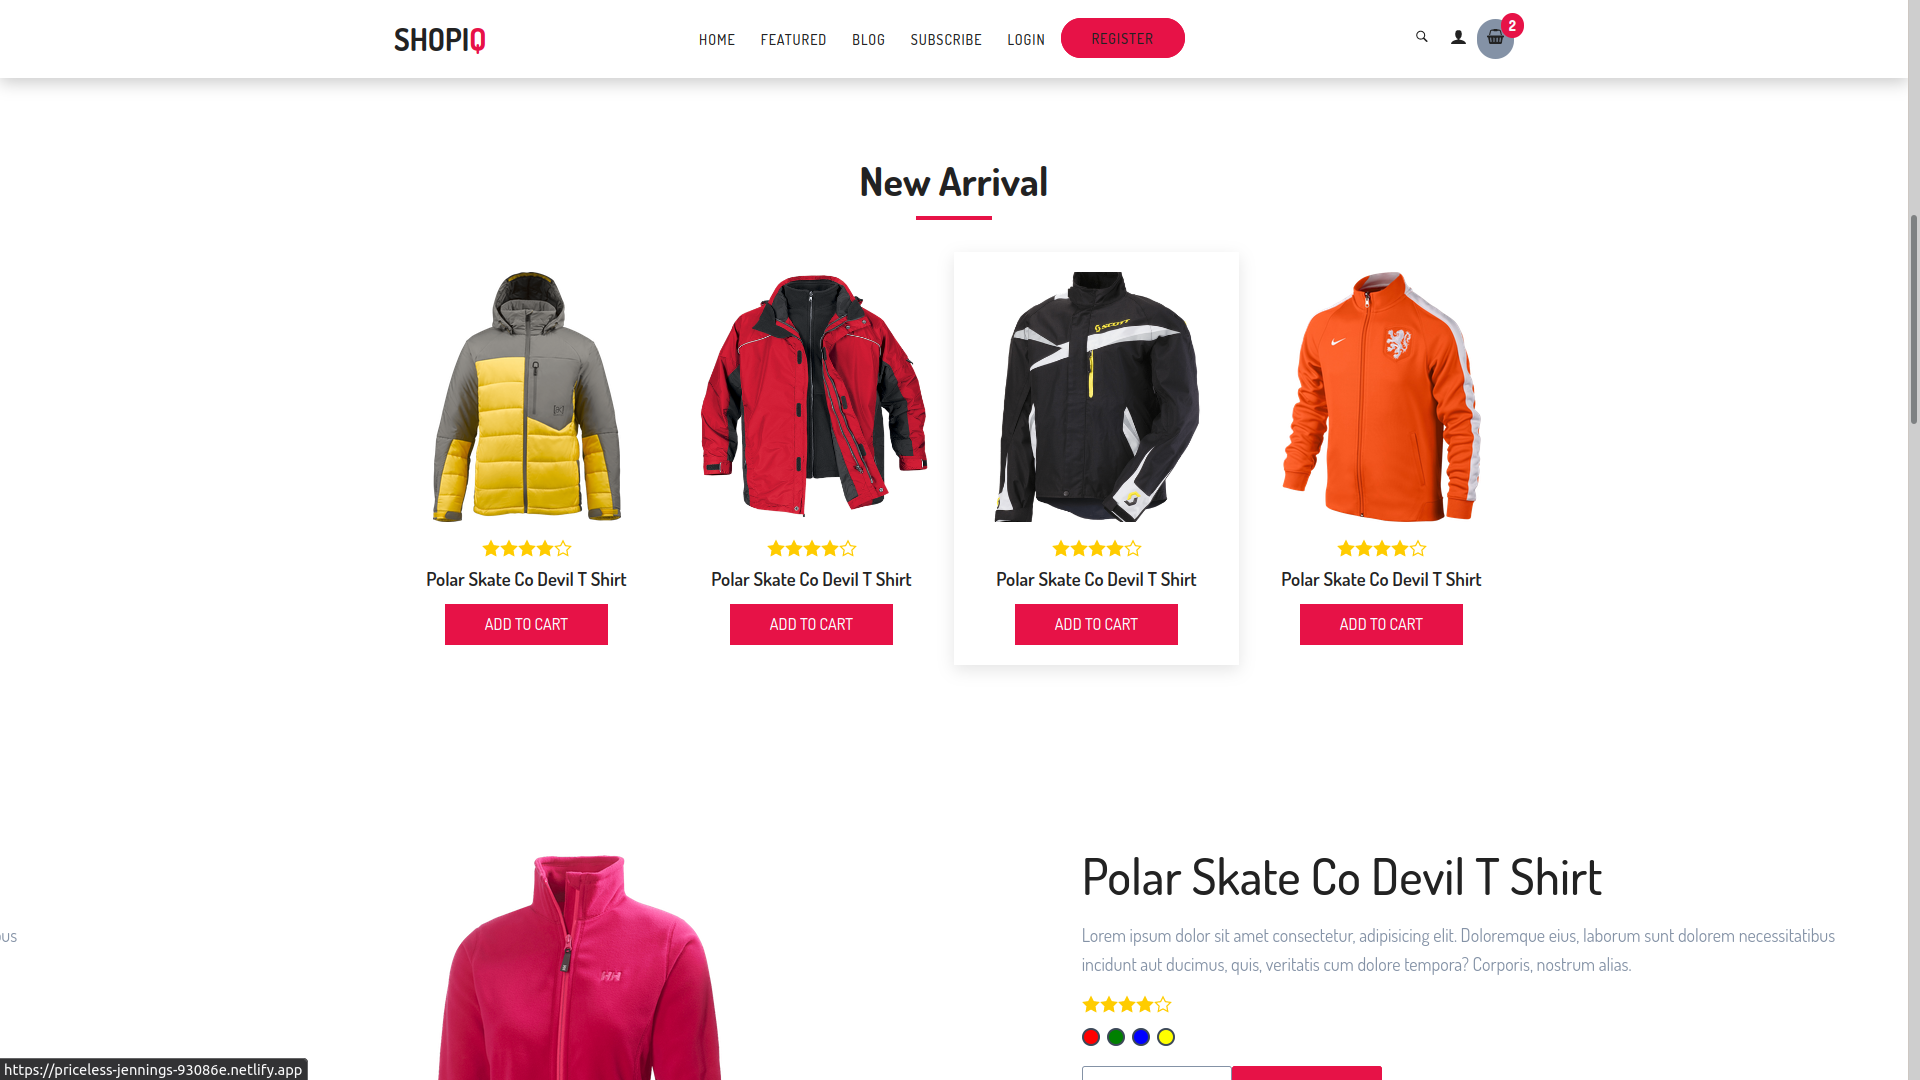 SHOPIQ
HOME FEATURED BLOG SUBSCRIBE LOGIN REGISTER
2
New Arrival
SCOTT
Polar Skate Co Devil T Shirt
ADD TO CART
Polar Skate Co Devil T Shirt
ADD TO CART
Polar Skate Co Devil T Shirt
ADD TO CART
Polar Skate Co Devil T Shirt
ADD TO CART
HH
Polar Skate Co Devil T Shirt
Lorem ipsum dolor sit amet consectetur, adipisicing elit. Doloremque eius, laborum sunt dolorem necessitatibus
incidunt aut ducimus, quis, veritatis cum dolore tempora? Corporis, nostrum alias.
https://priceless-jennings-93086e.netlify.app